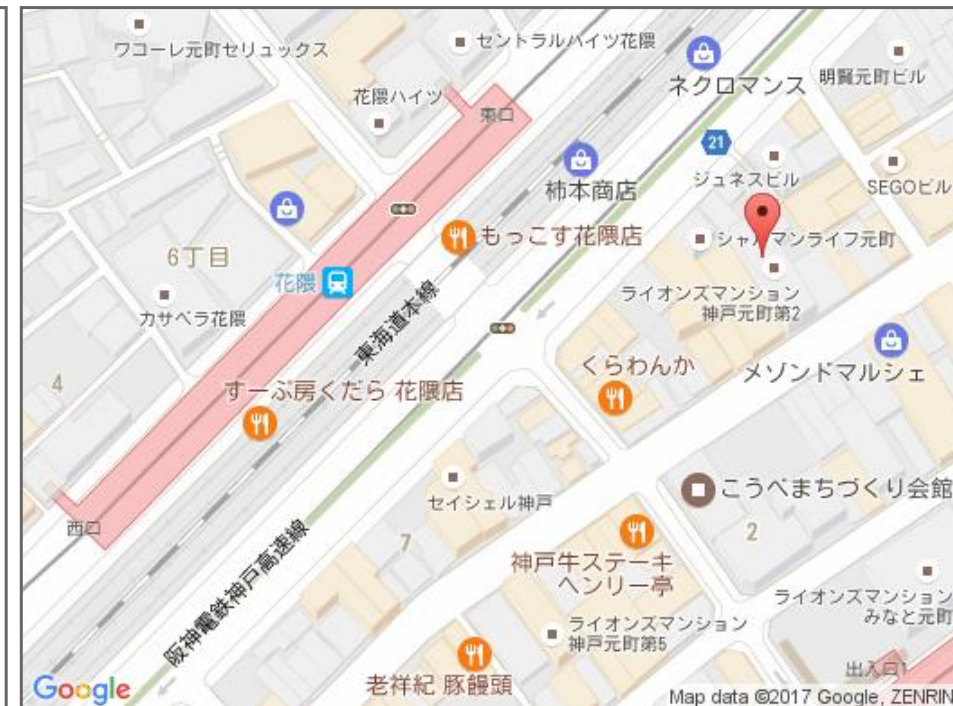 ワコーレ元町セリュックス
セントラルハイツ花隈
ネクロマンス
明賢元町ビル
花隈ハイツ
東口
21
柿本商店
ジュネスビル
SEGOビル
もっこす花隈店
シャルマンライフ元町
6丁目
花隈
カサベラ花隈
東海道本線
ライオンズマンション
神戸元町第2
くらわんか
メゾンドマルシェ
4
すーぷ房くだら 花隈店
セイシェル神戸
こうべまちづくり会館
西口
7
2
阪神電鉄神戸高速線
神戸牛ステーキ
ヘンリー亭
ライオンズマンション
みなと元町
ライオンズマンション
神戸元町第5
老祥紀 豚饅頭
出入口1
Google
Map data ©2017 Google, ZENRIN